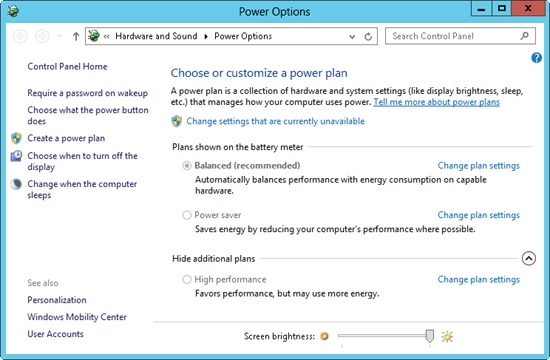 Power Options
« Hardware and Sound ▸ Power Options
Search Control Panel
Control Panel Home
Require a password on wakeup
Choose what the power button
does
Create a power plan
Choose when to turn off the
display
Change when the computer
sleeps
See also
Personalization
Windows Mobility Center
User Accounts
Choose or customize a power plan
A power plan is a collection of hardware and system settings (like display brightness, sleep,
etc.) that manages how your computer uses power. Tell me more about power plans
Change settings that are currently unavailable
Plans shown on the battery meter
Balanced (recommended) Change plan settings
Automatically balances performance with energy consumption on capable
hardware.
Power saver Change plan settings
Saves energy by reducing your computer's performance where possible.
Hide additional plans
High performance Change plan settings
Favors performance, but may use more energy.
Screen brightness: